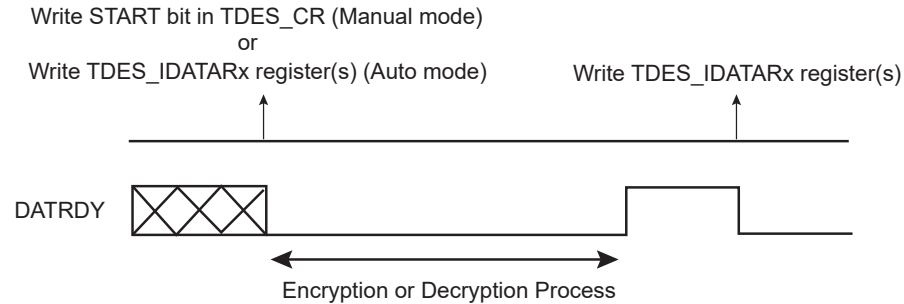 Write START bit in TDES_CR (Manual mode)
or
Write TDES_IDATARx register(s) (Auto mode)
Write TDES_IDATARx register(s)
DATRDY
Encryption or Decryption Process